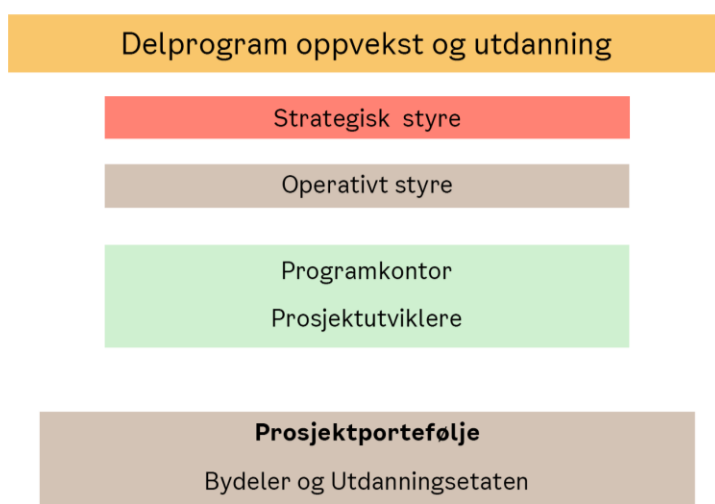 Delprogram oppvekst og utdanning
Strategisk styre
Operativt styre
Programkontor
Prosjektutviklere
Prosjektportefølje
Bydeler og Utdanningsetaten